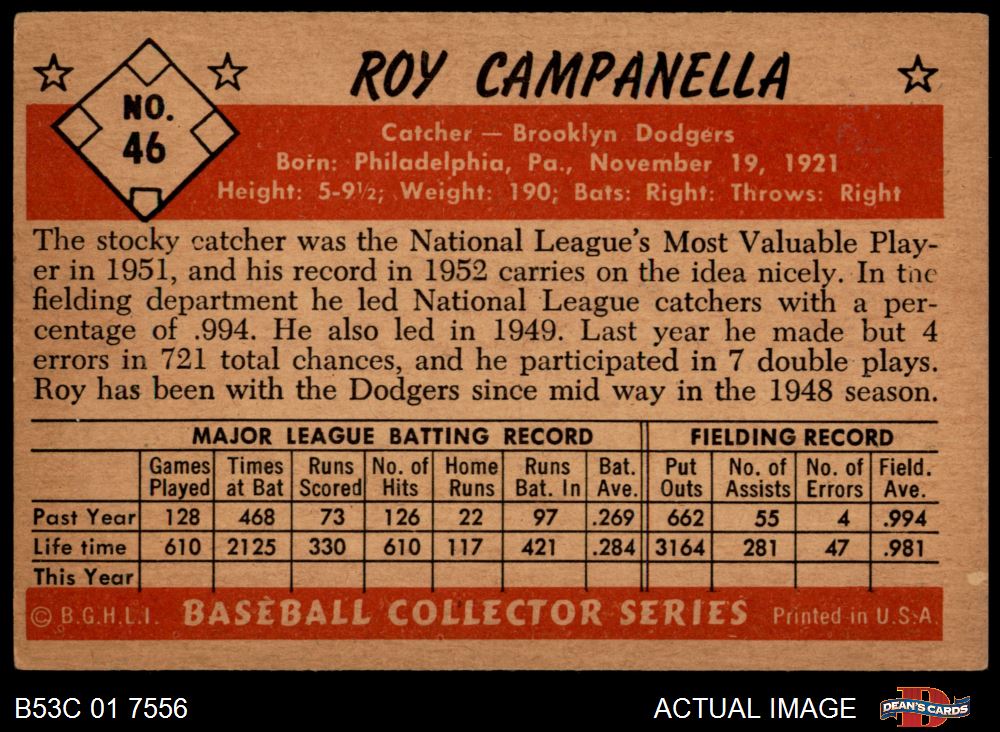 ROY CAMPANELLA
NO.
46
Catcher — Brooklyn Dodgers
Born: Philadelphia, Pa., November 19, 1921
Height: 5-9½; Weight: 190; Bats: Right: Throws: Right
The stocky catcher was the National League's Most Valuable Play-
er in 1951, and his record in 1952 carries on the idea nicely. In the
fielding department he led National League catchers with a per-
centage of .994. He also led in 1949. Last year he made but 4
errors in 721 total chances, and he participated in 7 double plays.
Roy has been with the Dodgers since mid way in the 1948 season.
MAJOR LEAGUE BATTING RECORD FIELDING RECORD
Games Times Runs No. of Home Runs Bat. Put No. of No. of Field.
Played at Bat Scored Hits Runs Bat. In Ave. Outs Assists Errors Ave.
Past Year 128 468 73 126 22 97 .269 662 55 4 .994
Life time 610 2125 330 610 117 421 .284 3164 281 47 .981
This Year
© B.G.H.L.I. BASEBALL COLLECTOR SERIES Printed in U.S.A.
B53C 01 7556 ACTUAL IMAGE DEAN'S CARDS